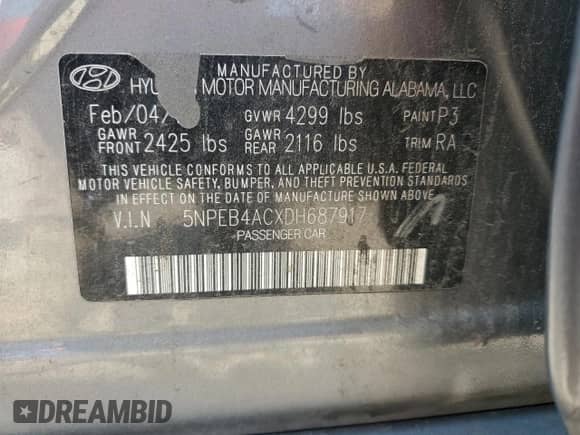 MANUFACTURED BY
MOTOR MANUFACTURING ALABAMA, LLC
Feb/04/ GVWR 4299 lbs PAINT P3
GAWR FRONT 2425 lbs GAWR REAR 2116 lbs TRIM RA
THIS VEHICLE CONFORMS TO ALL APPLICABLE U.S.A. FEDERAL
MOTOR VEHICLE SAFETY, BUMPER, AND THEFT PREVENTION STANDARDS
IN EFFECT ON THE DATE OF MANUFACTURE SHOWN ABOVE.
V.I.N 5NPEB4ACXDH687917
PASSENGER CAR
DREAMBID